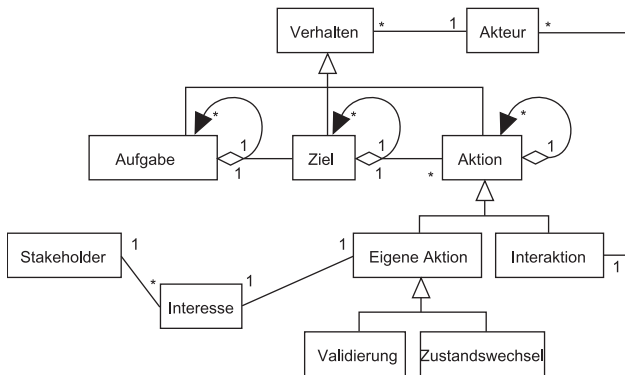 Verhalten * 1 Akteur *
* * *
Aufgabe 1 Ziel 1 Aktion 1
1 1 *
Stakeholder 1 1 Eigene Aktion Interaktion 1
* Interesse 1
Validierung Zustandswechsel